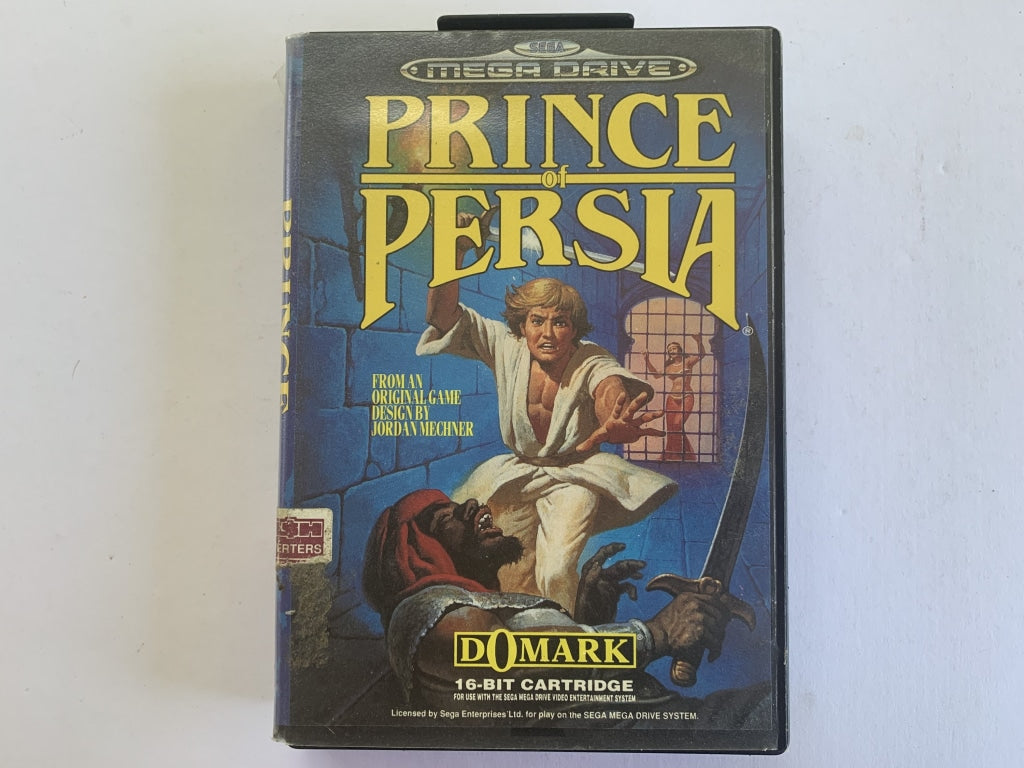 SEGA
MEGA DRIVE
PRINCE
of
PERSIA
®
FROM AN
ORIGINAL GAME
DESIGN BY
JORDAN MECHNER
PRINCE
$H
ERTERS
DOMARK®
16-BIT CARTRIDGE
FOR USE WITH THE SEGA MEGA DRIVE VIDEO ENTERTAINMENT SYSTEM
Licensed by Sega Enterprises Ltd. for play on the SEGA MEGA DRIVE SYSTEM.